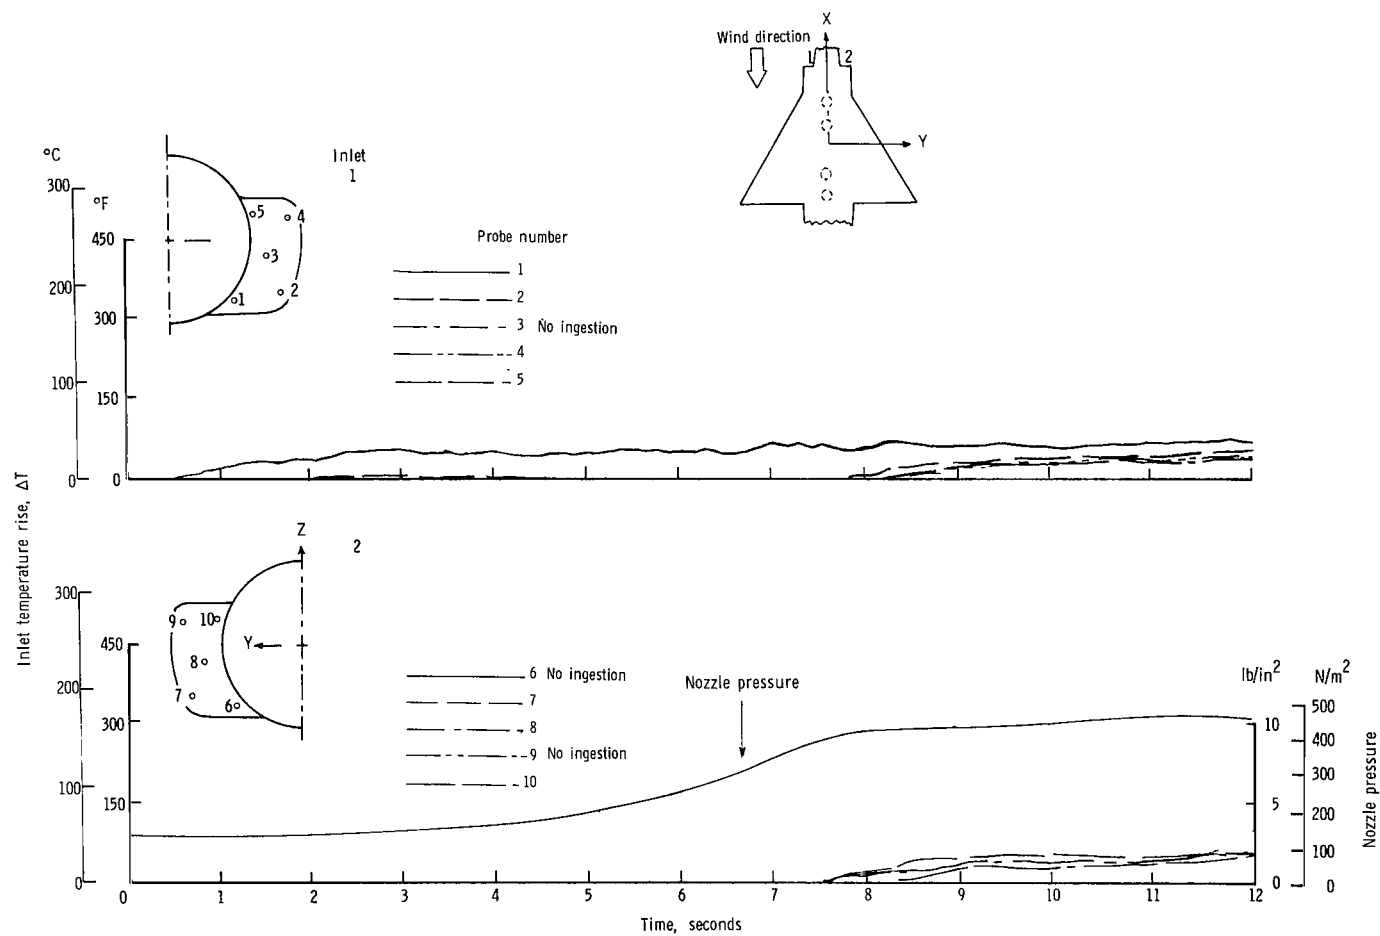 X
Wind direction
1 2
Y
°C
Inlet
1
300
°F
5 4
450
Probe number
3
1
200
2
2
1
300
3 No ingestion
4
100
5
150
0
0
Inlet temperature rise, ΔT
Z
2
300
9 10
450
Y
8
6 No ingestion
Nozzle pressure
lb/in²
N/m²
200
7
6
7
500
300
8
10
400
9 No ingestion
100
10
300
150
5
200
100
0
0
0
0 1 2 3 4 5 6 7 8 9 10 11 12
Time, seconds
Nozzle pressure